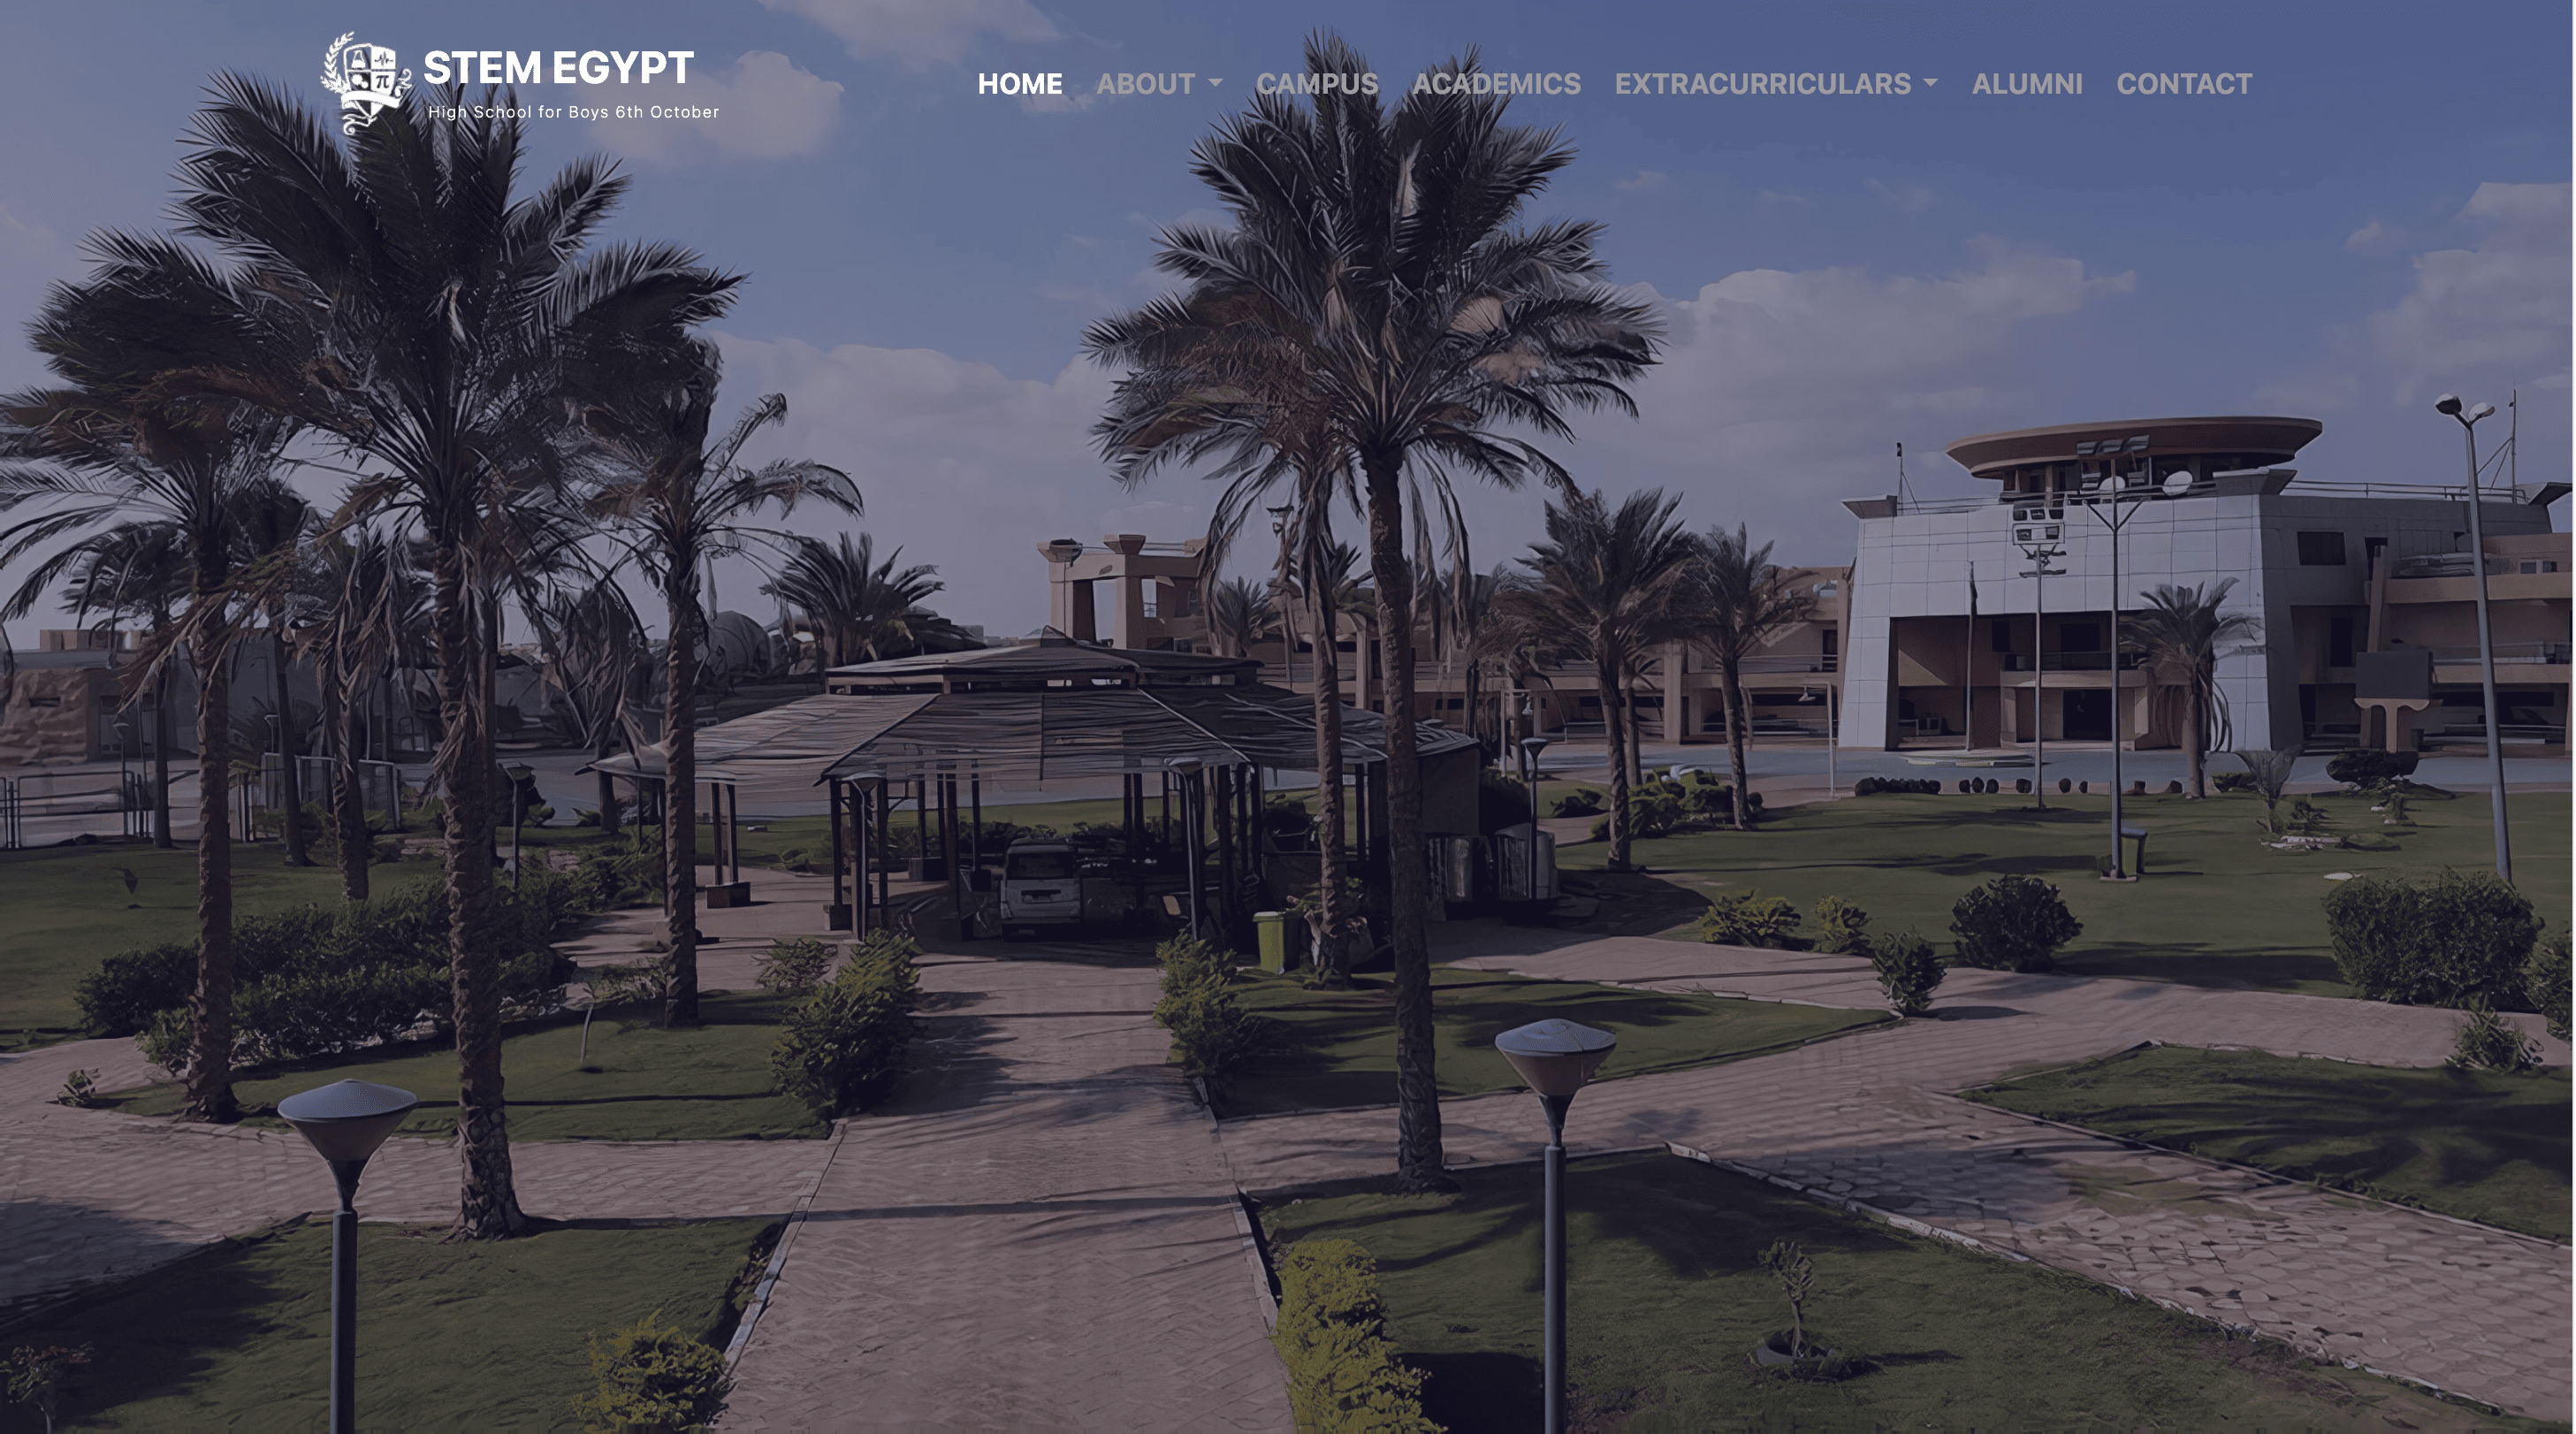 STEM EGYPT
High School for Boys 6th October
HOME ABOUT CAMPUS ACADEMICS EXTRACURRICULARS ALUMNI CONTACT
π